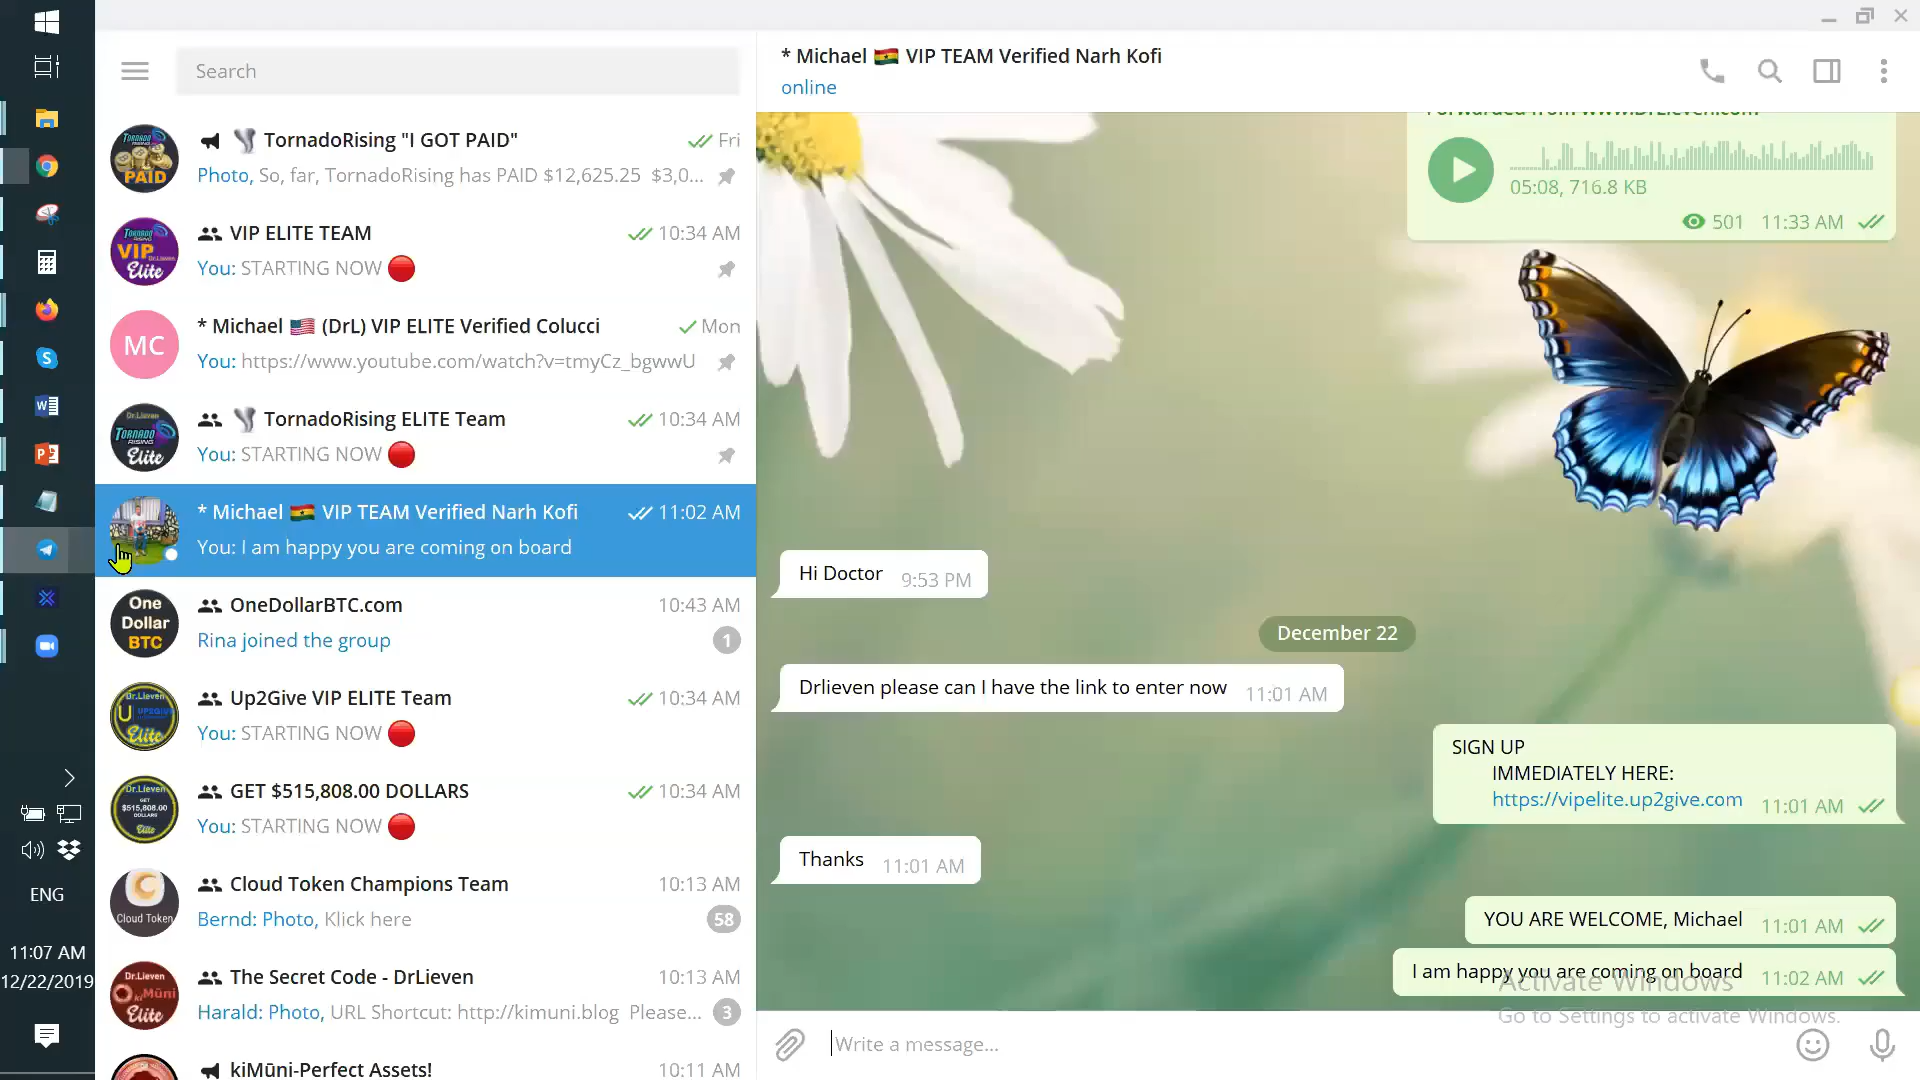 Search
TornadoRising "I GOT PAID"
Fri
Photo, So, far, TornadoRising has PAID $12,625.25 $3,0...
VIP ELITE TEAM
10:34 AM
You: STARTING NOW
MC
* Michael 🇺🇸 (DrL) VIP ELITE Verified Colucci
Mon
You: https://www.youtube.com/watch?v=tmyCz_bgwwU
TornadoRising ELITE Team
10:34 AM
You: STARTING NOW
* Michael 🇬🇭 VIP TEAM Verified Narh Kofi
11:02 AM
You: I am happy you are coming on board
One
Dollar
BTC
OneDollarBTC.com
10:43 AM
Rina joined the group
1
Up2Give VIP ELITE Team
10:34 AM
You: STARTING NOW
GET $515,808.00 DOLLARS
10:34 AM
You: STARTING NOW
Cloud Token
Cloud Token Champions Team
10:13 AM
Bernd: Photo, Klick here
58
The Secret Code - DrLieven
10:13 AM
Harald: Photo, URL Shortcut: http://kimuni.blog Please...
3
kiMūni-Perfect Assets!
10:11 AM
ENG
11:07 AM
12/22/2019
* Michael 🇬🇭 VIP TEAM Verified Narh Kofi
online
05:08, 716.8 KB
501 11:33 AM
Hi Doctor 9:53 PM
December 22
Drlieven please can I have the link to enter now 11:01 AM
SIGN UP
IMMEDIATELY HERE:
https://vipelite.up2give.com 11:01 AM
Thanks 11:01 AM
YOU ARE WELCOME, Michael 11:01 AM
I am happy you are coming on board 11:02 AM
Activate Windows
Go to Settings to activate Windows.
Write a message...